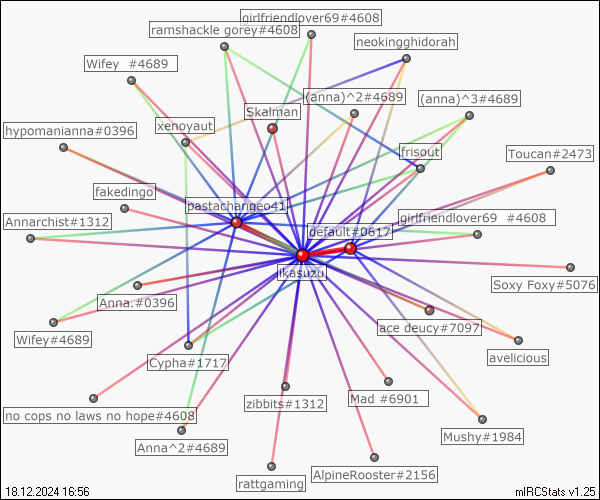 girlfriendlover69#4608
ramshackle gorey#4608
neokingghidorah
Wifey  #4689
(anna)^2#4689
(anna)^3#4689
Skalman
xenoyaut
hypomanianna#0396
frisout
Toucan#2473
fakedingo
pastachangeo41
Annarchist#1312
girlfriendlover69  #4608
default#0617
ikasuzu
Soxy Foxy#5076
Anna.#0396
ace deucy#7097
Wifey#4689
avelicious
Cypha#1717
Mad #6901
zibbits#1312
no cops no laws no hope#4608
Mushy#1984
Anna^2#4689
AlpineRooster#2156
rattgaming
18.12.2024 16:56
mIRCStats v1.25